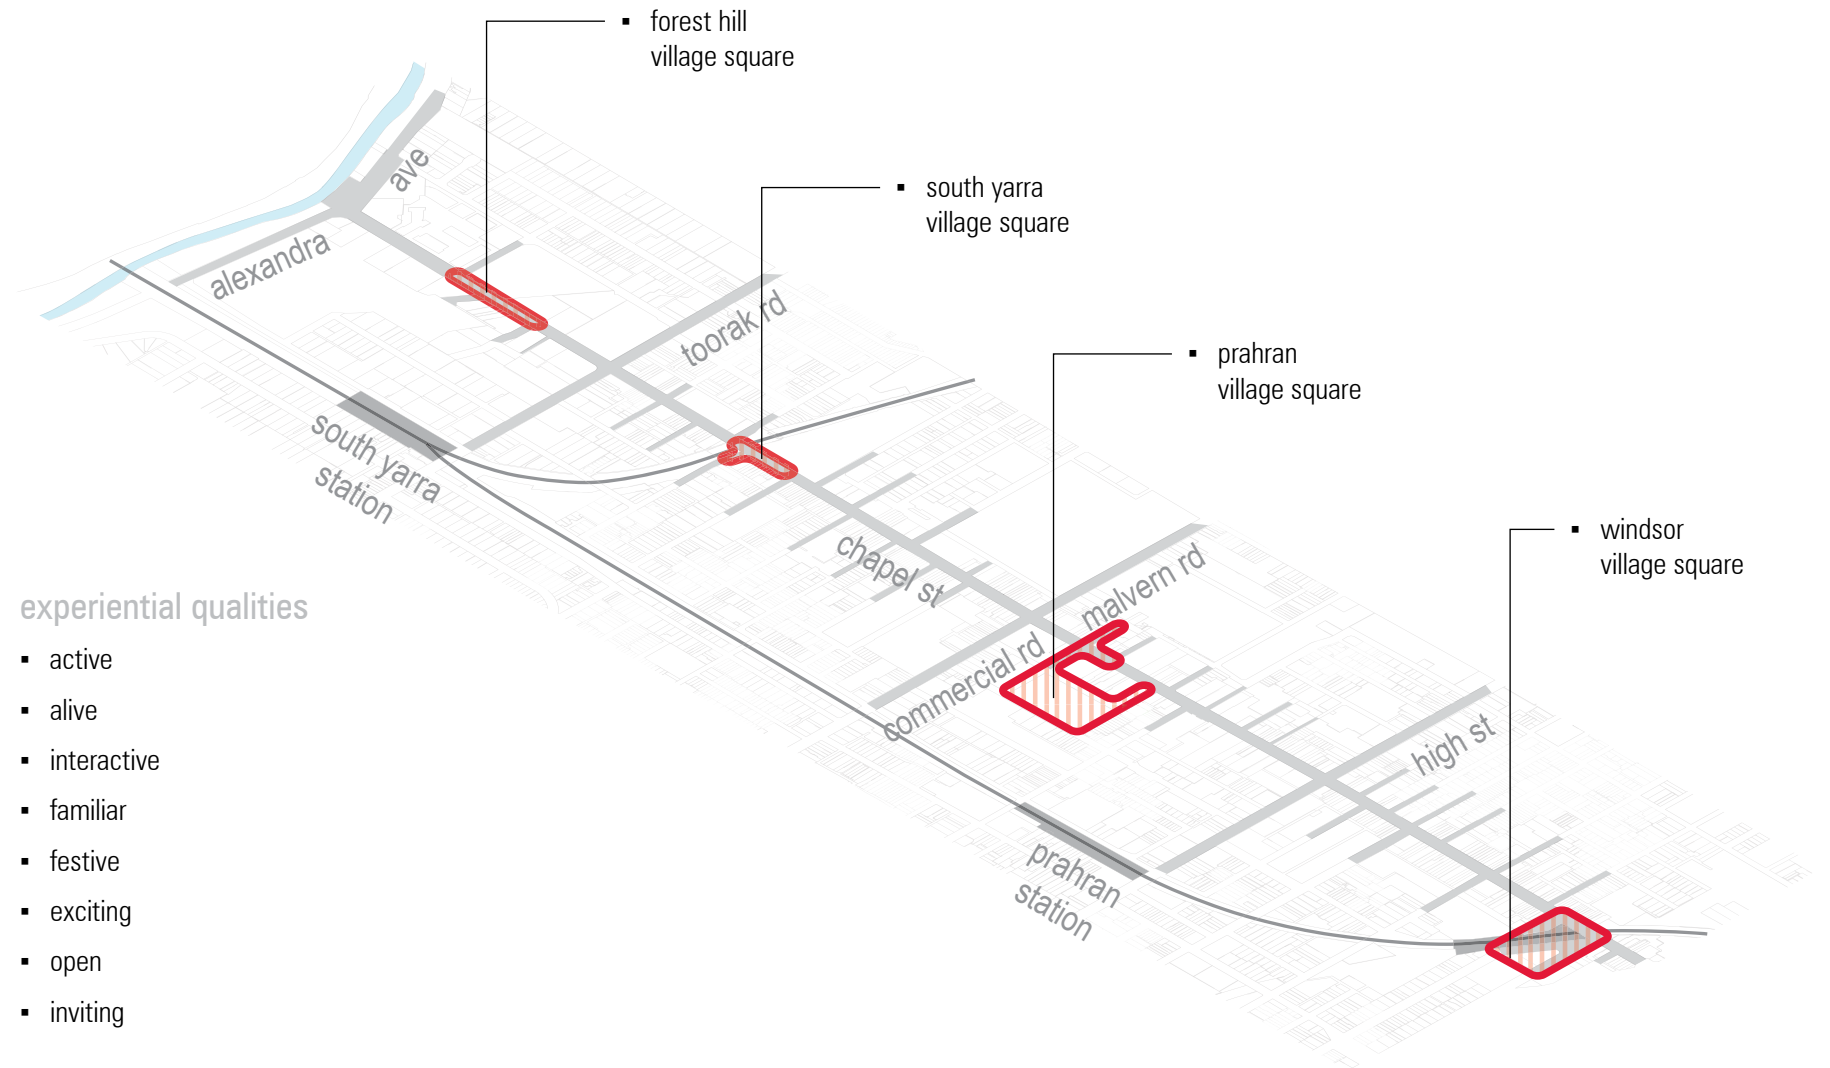 forest hill
village square
south yarra
village square
prahran
village square
windsor
village square
ave
alexandra
toorak rd
south yarra
station
chapel st
malvern rd
commercial rd
high st
prahran
station
experiential qualities
▪ active
▪ alive
▪ interactive
▪ familiar
▪ festive
▪ exciting
▪ open
▪ inviting